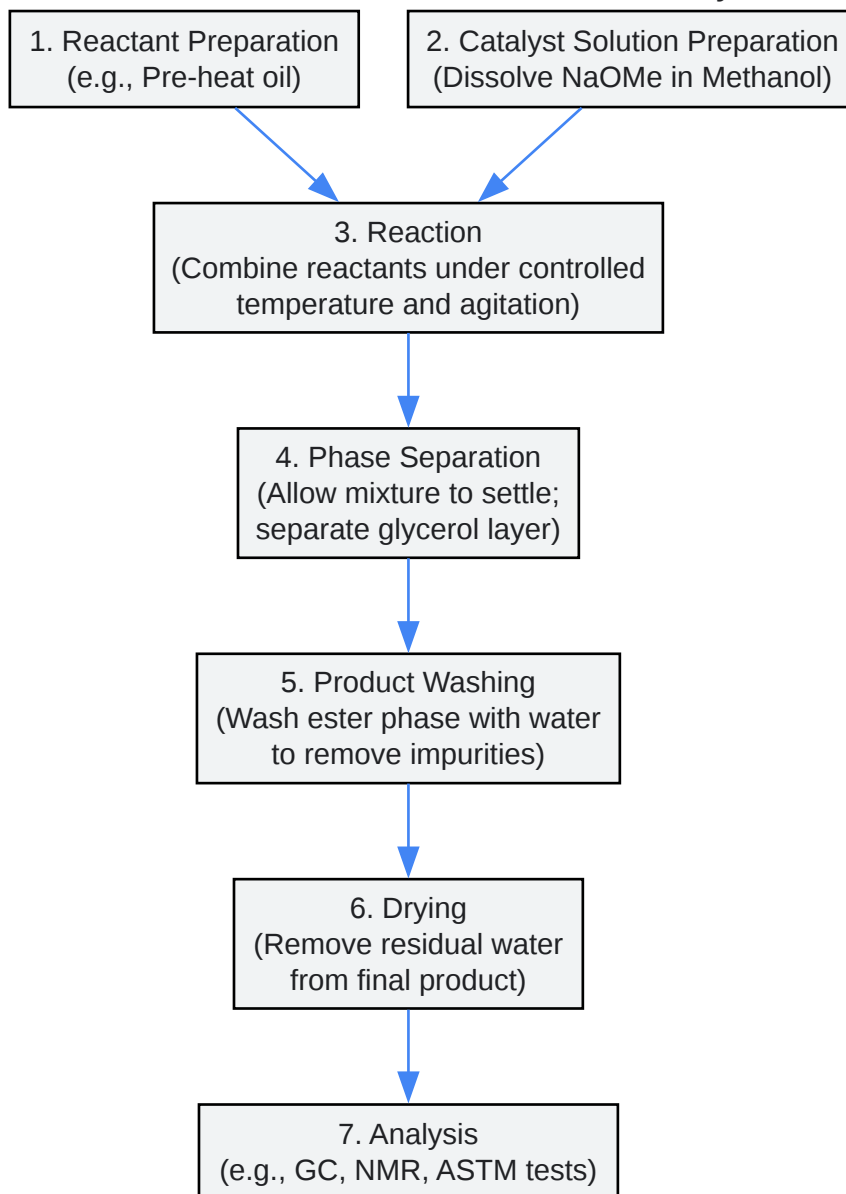 1. Reactant Preparation
(e.g., Pre-heat oil)
2. Catalyst Solution Preparation
(Dissolve NaOMe in Methanol)
3. Reaction
(Combine reactants under controlled
temperature and agitation)
4. Phase Separation
(Allow mixture to settle;
separate glycerol layer)
5. Product Washing
(Wash ester phase with water
to remove impurities)
6. Drying
(Remove residual water
from final product)
7. Analysis
(e.g., GC, NMR, ASTM tests)